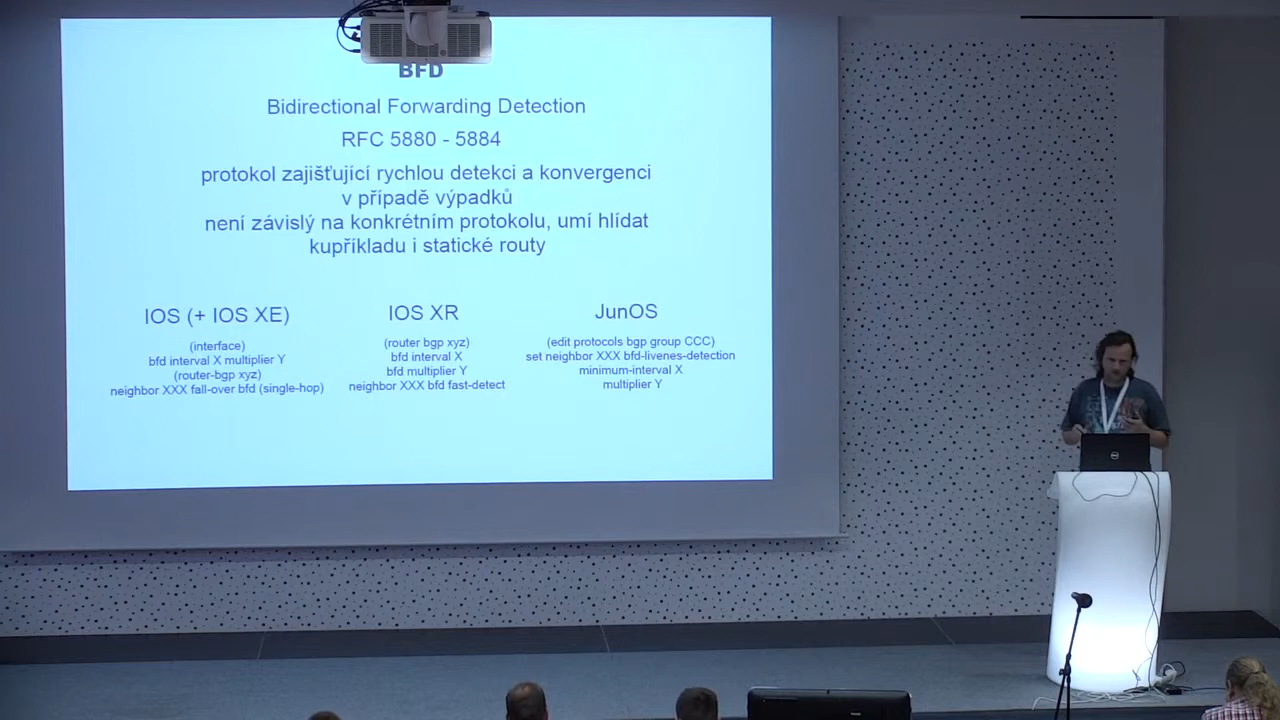 BFD
Bidirectional Forwarding Detection
RFC 5880 - 5884
protokol zajišťující rychlou detekci a konvergenci
v případě výpadků
není závislý na konkrétním protokolu, umí hlídat
kupříkladu i statické routy
IOS (+ IOS XE)
(interface)
bfd interval X multiplier Y
(router-bgp xyz)
neighbor XXX fall-over bfd (single-hop)
IOS XR
(router bgp xyz)
bfd interval X
bfd multiplier Y
neighbor XXX bfd fast-detect
JunOS
(edit protocols bgp group CCC)
set neighbor XXX bfd-livenes-detection
minimum-interval X
multiplier Y